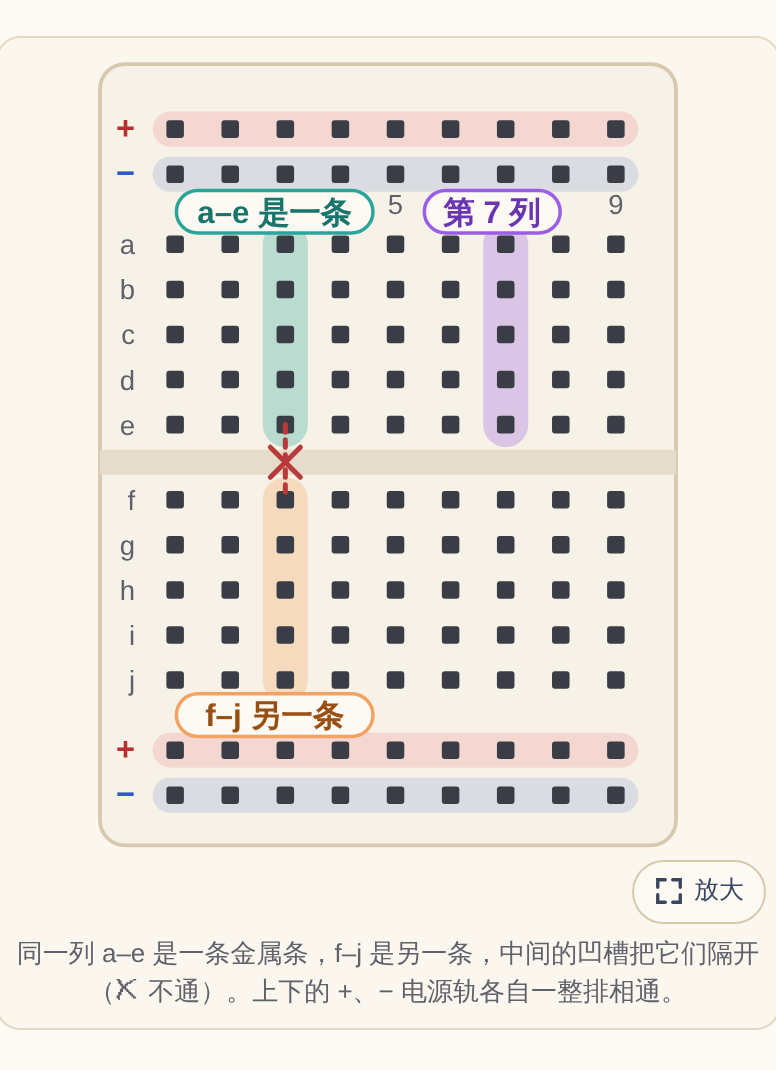 +
−
a–e 是一条 5 第 7 列 9
a
b
c
d
e
f
g
h
i
j
f–j 另一条
+
−
放大
同一列 a–e 是一条金属条，f–j 是另一条，中间的凹槽把它们隔开
（✕ 不通）。上下的 +、− 电源轨各自一整排相通。